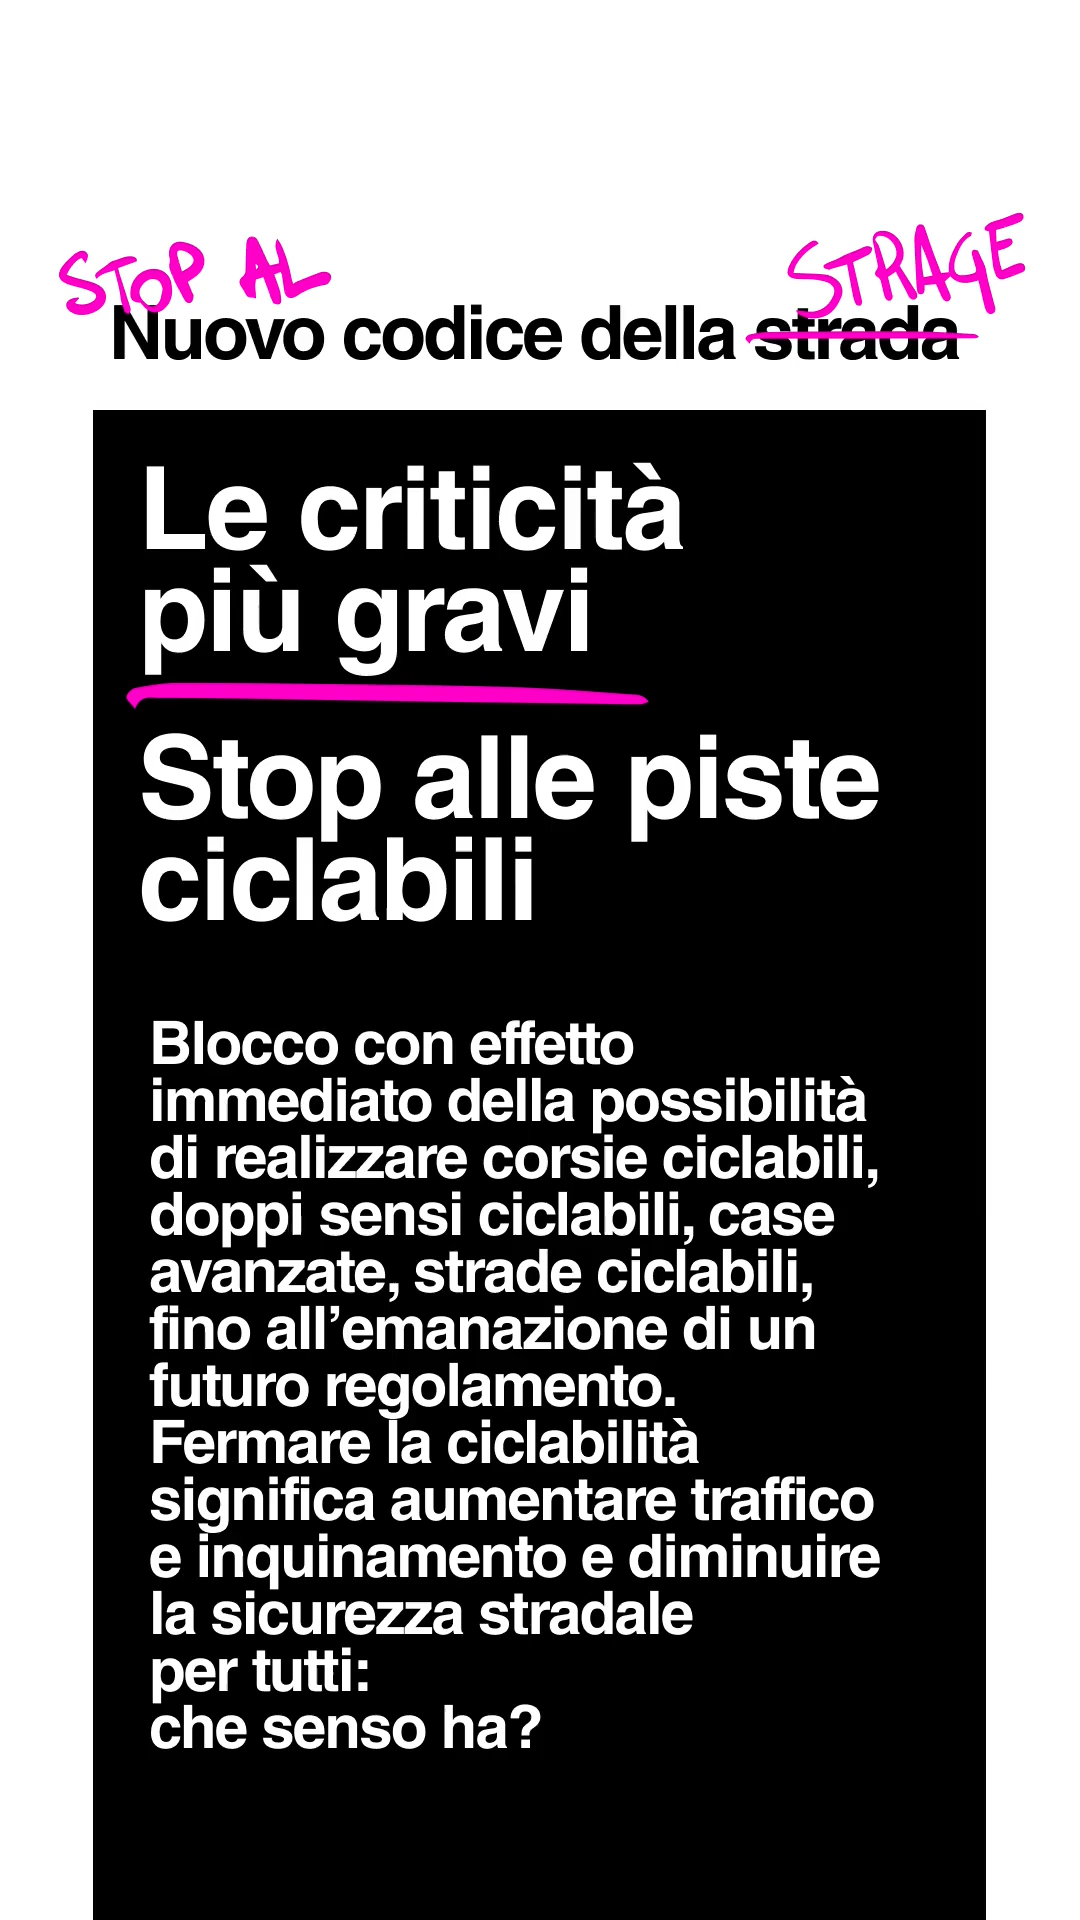 STOP AL
STRAGE
Nuovo codice della strada
Le criticità
più gravi
Stop alle piste
ciclabili
Blocco con effetto
immediato della possibilità
di realizzare corsie ciclabili,
doppi sensi ciclabili, case
avanzate, strade ciclabili,
fino all’emanazione di un
futuro regolamento.
Fermare la ciclabilità
significa aumentare traffico
e inquinamento e diminuire
la sicurezza stradale
per tutti:
che senso ha?